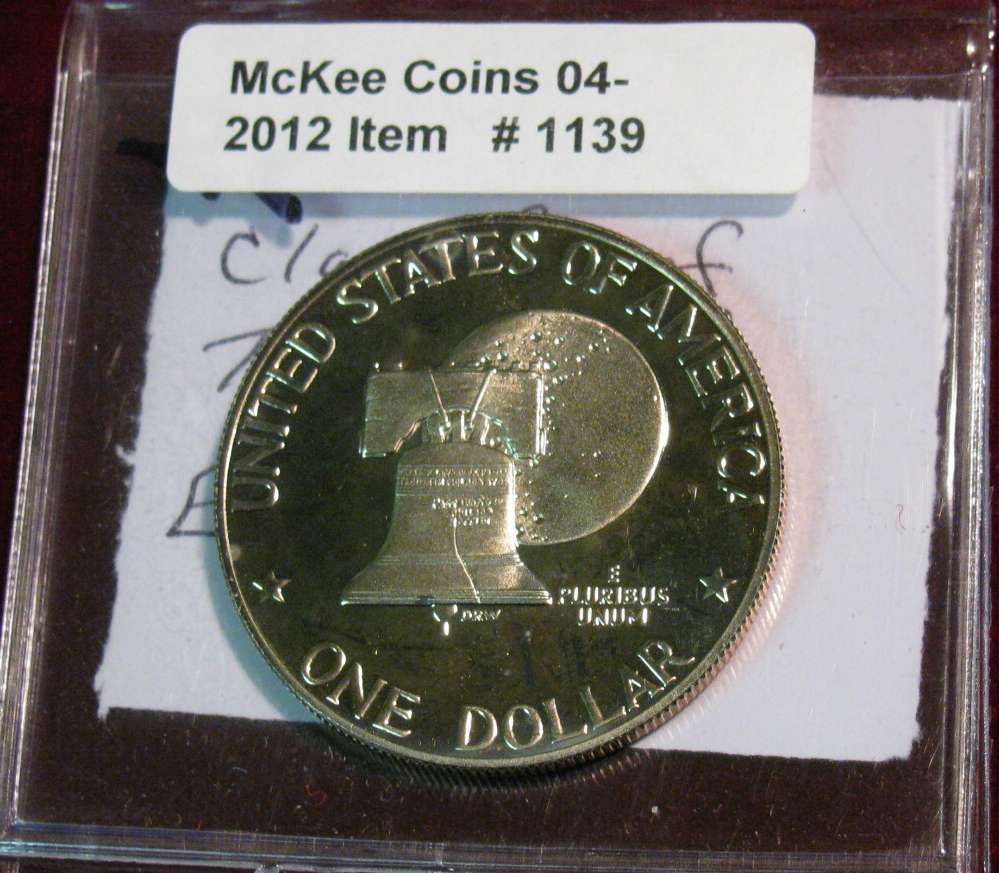 McKee Coins 04-
2012 Item # 1139
UNITED STATES OF AMERICA
E
PLURIBUS
UNUM
ONE DOLLAR